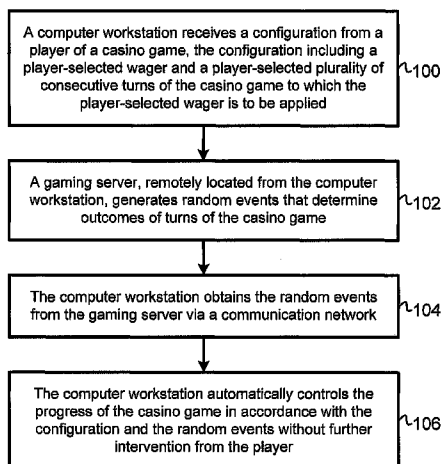 A computer workstation receives a configuration from a
player of a casino game, the configuration including a
player-selected wager and a player-selected plurality of
consecutive turns of the casino game to which the
player-selected wager is to be applied
100
A gaming server, remotely located from the computer
workstation, generates random events that determine
outcomes of turns of the casino game
102
The computer workstation obtains the random events
from the gaming server via a communication network
104
The computer workstation automatically controls the
progress of the casino game in accordance with the
configuration and the random events without further
intervention from the player
106